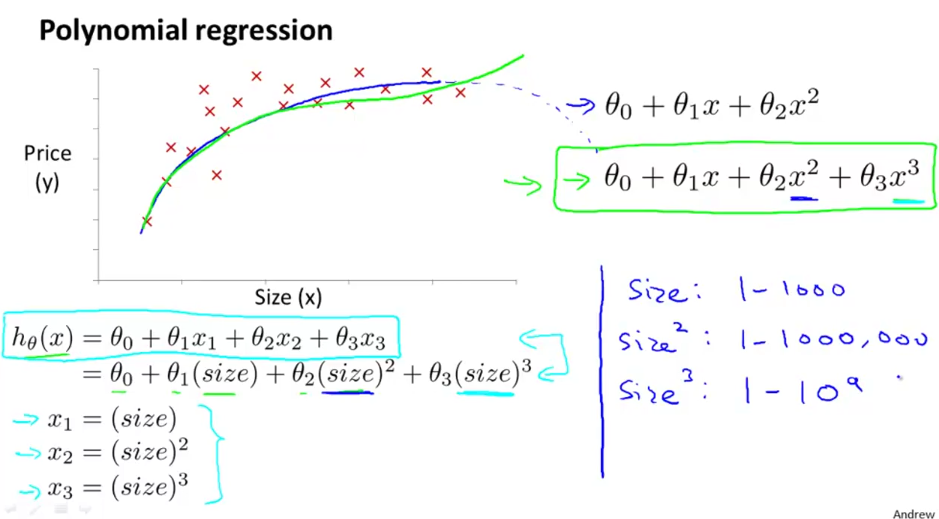 Polynomial regression
Price
(y)
Size (x)
θ₀ + θ₁x + θ₂x²
θ₀ + θ₁x + θ₂x² + θ₃x³
hθ(x) = θ₀ + θ₁x₁ + θ₂x₂ + θ₃x₃
= θ₀ + θ₁(size) + θ₂(size)² + θ₃(size)³
x₁ = (size)
x₂ = (size)²
x₃ = (size)³
Size: 1 - 1000
Size²: 1 - 1000,000
Size³: 1 - 10⁹
Andrew